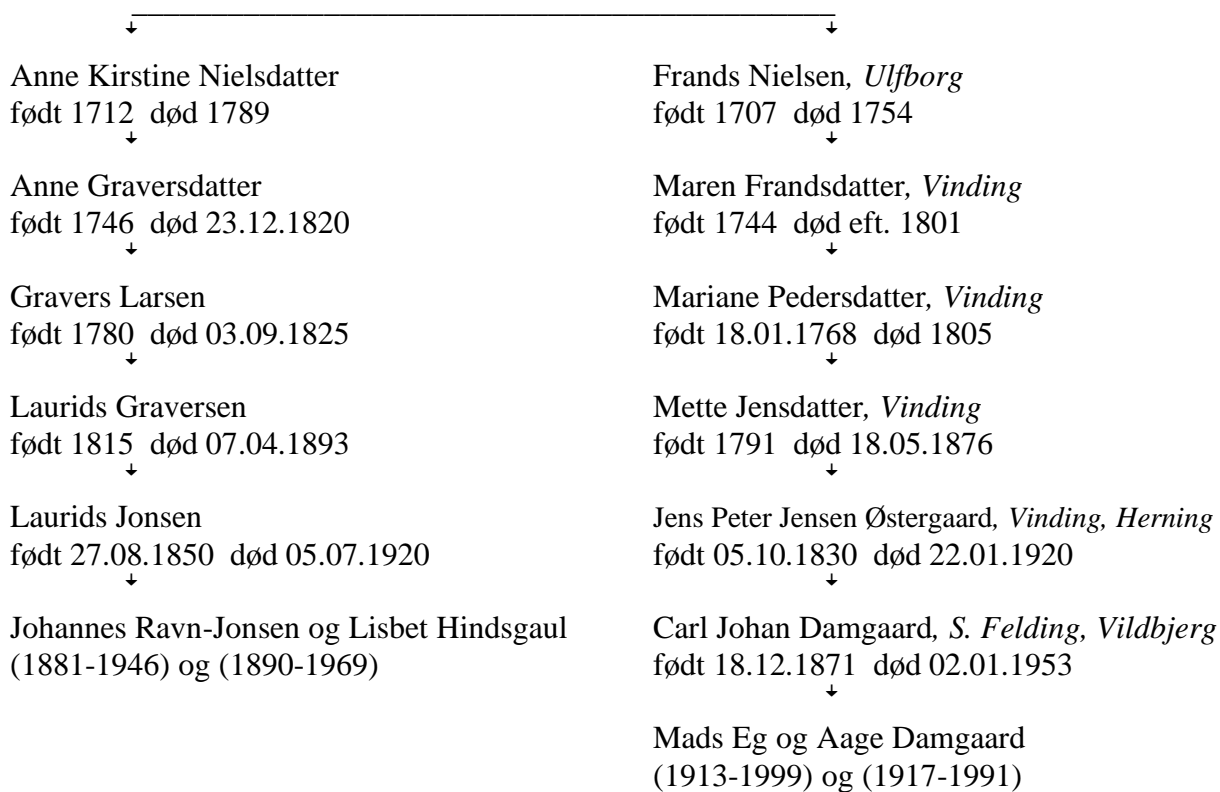 Anne Kirstine Nielsdatter
født 1712 død 1789
Anne Graversdatter
født 1746 død 23.12.1820
Gravers Larsen
født 1780 død 03.09.1825
Laurids Graversen
født 1815 død 07.04.1893
Laurids Jonsen
født 27.08.1850 død 05.07.1920
Johannes Ravn-Jonsen og Lisbet Hindsgaul
(1881-1946) og (1890-1969)
Frands Nielsen, Ulfborg
født 1707 død 1754
Maren Frandsdatter, Vinding
født 1744 død eft. 1801
Mariane Pedersdatter, Vinding
født 18.01.1768 død 1805
Mette Jensdatter, Vinding
født 1791 død 18.05.1876
Jens Peter Jensen Østergaard, Vinding, Herning
født 05.10.1830 død 22.01.1920
Carl Johan Damgaard, S. Felding, Vildbjerg
født 18.12.1871 død 02.01.1953
Mads Eg og Aage Damgaard
(1913-1999) og (1917-1991)